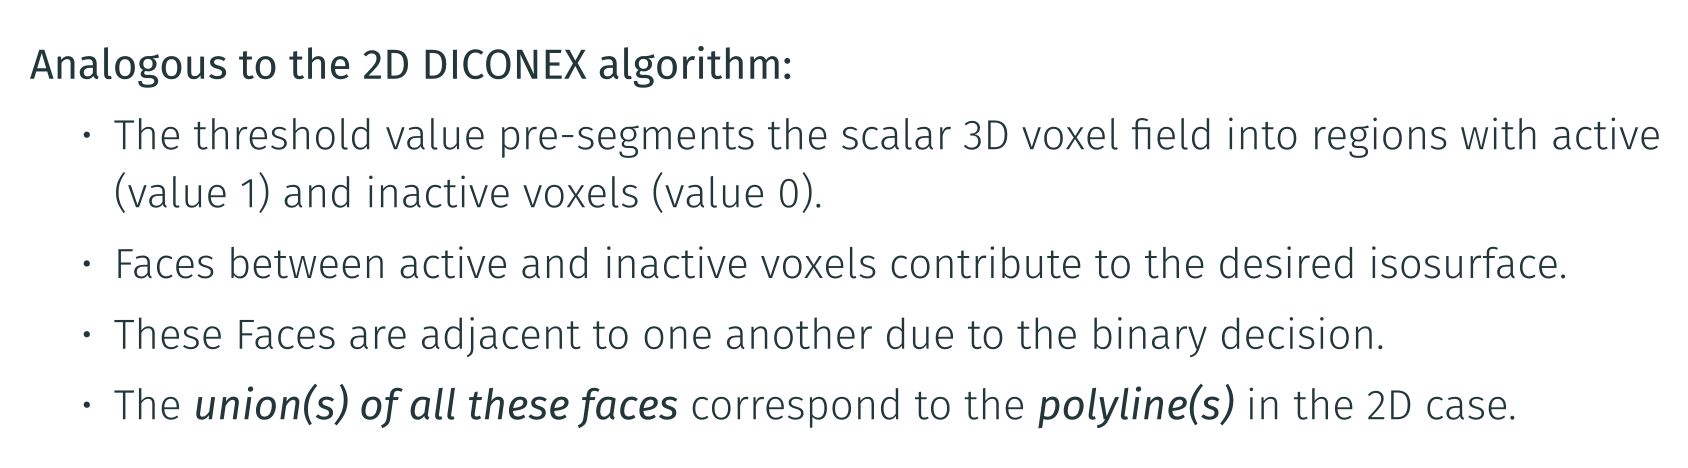 Analogous to the 2D DICONEX algorithm:
• The threshold value pre-segments the scalar 3D voxel field into regions with active
(value 1) and inactive voxels (value 0).
• Faces between active and inactive voxels contribute to the desired isosurface.
• These Faces are adjacent to one another due to the binary decision.
• The union(s) of all these faces correspond to the polyline(s) in the 2D case.